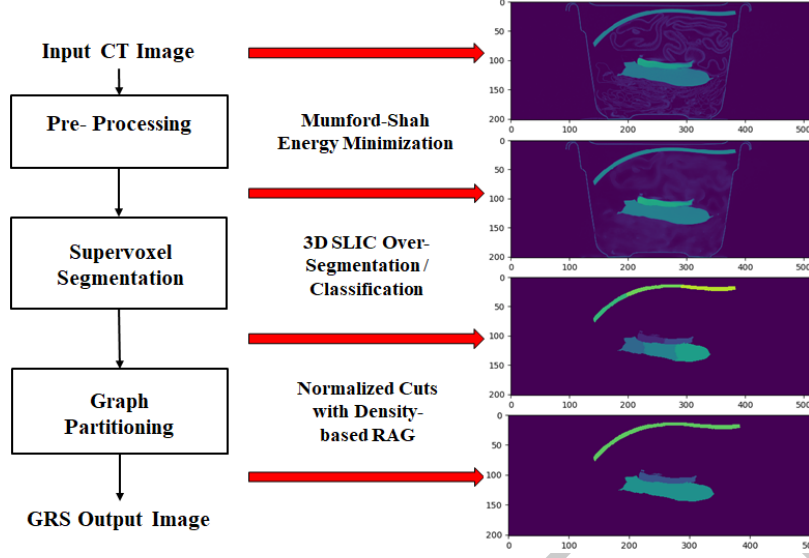 Input CT Image
Pre- Processing
Mumford-Shah
Energy Minimization
Supervoxel
Segmentation
3D SLIC Over-
Segmentation /
Classification
Graph
Partitioning
Normalized Cuts
with Density-
based RAG
GRS Output Image
0
50
100
150
200
0 100 200 300 400 500
0
50
100
150
200
0 100 200 300 400 500
0
50
100
150
200
0 100 200 300 400 500
0
50
100
150
200
0 100 200 300 400